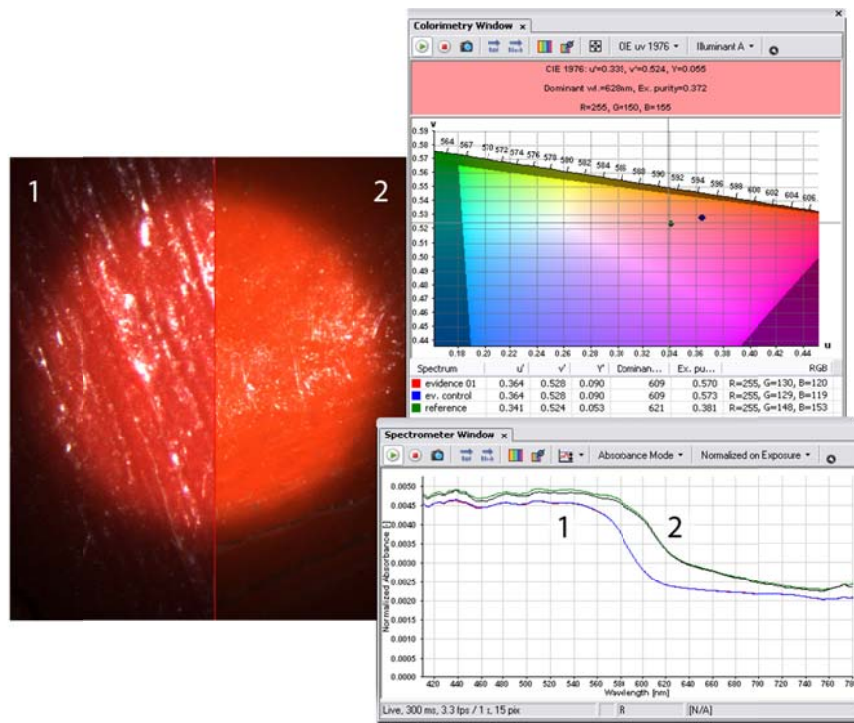 1
2
Colorimetry Window ×
CIE uv 1976
Illuminant A
CIE 1976: u'=0.339, v'=0.524, Y=0.055
Dominant wl.=628nm, Ex. purity=0.372
R=255, G=150, B=155
v
0.59
0.58
0.57
0.56
0.55
0.54
0.53
0.52
0.51
0.50
0.49
0.48
0.47
0.46
0.45
0.44
564 567 570 572 574 576 578 580 582 584 586 588 590 592 594 596 598 600 602 604 606
0.18 0.20 0.22 0.24 0.26 0.28 0.30 0.32 0.34 0.36 0.38 0.40 0.42 0.44 u
Spectrum u' v' Y' Dominan... Ex. pu... RGB
evidence 01 0.364 0.528 0.090 609 0.570 R=255, G=130, B=120
ev. control 0.364 0.528 0.090 609 0.573 R=255, G=129, B=119
reference 0.341 0.524 0.053 621 0.381 R=255, G=148, B=153
Spectrometer Window ×
Absorbance Mode
Normalized on Exposure
Normalized Absorbance [-]
0.0050
0.0045
0.0040
0.0035
0.0030
0.0025
0.0020
0.0015
0.0010
0.0005
0.0000
1
2
420 440 460 480 500 520 540 560 580 600 620 640 660 680 700 720 740 760 780
Wavelength [nm]
Live, 300 ms, 3.3 fps / 1 s, 15 pix
R
[N/A]